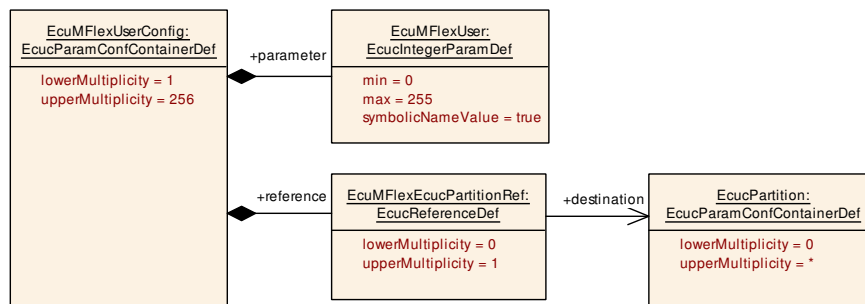 EcuMFlexUserConfig:
EcucParamConfContainerDef
lowerMultiplicity = 1
upperMultiplicity = 256
+parameter
EcuMFlexUser:
EcucIntegerParamDef
min = 0
max = 255
symbolicNameValue = true
+reference
EcuMFlexEcucPartitionRef:
EcucReferenceDef
lowerMultiplicity = 0
upperMultiplicity = 1
+destination
EcucPartition:
EcucParamConfContainerDef
lowerMultiplicity = 0
upperMultiplicity = *